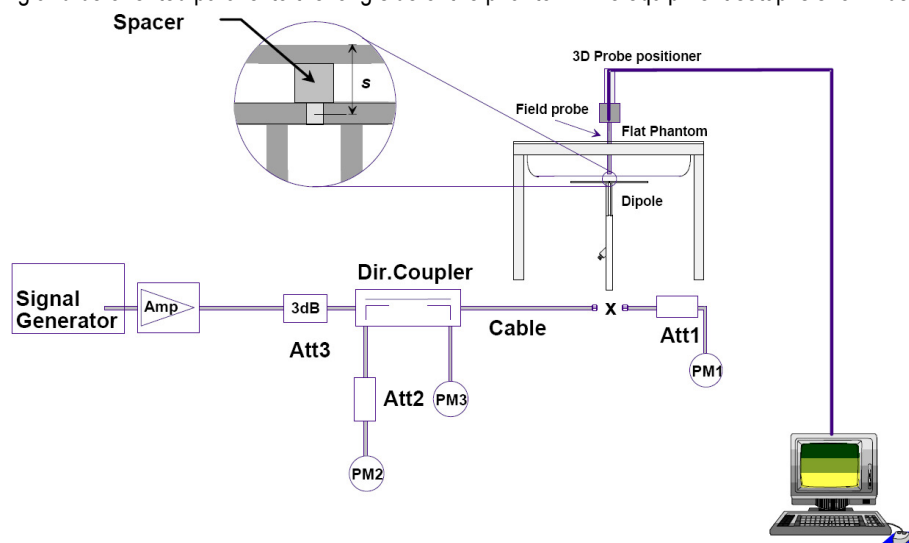 Spacer
s
3D Probe positioner
Field probe
Flat Phantom
Dipole
Dir.Coupler
Signal
Generator
Amp
3dB
Att3
Cable
X
Att1
PM1
Att2
PM3
PM2